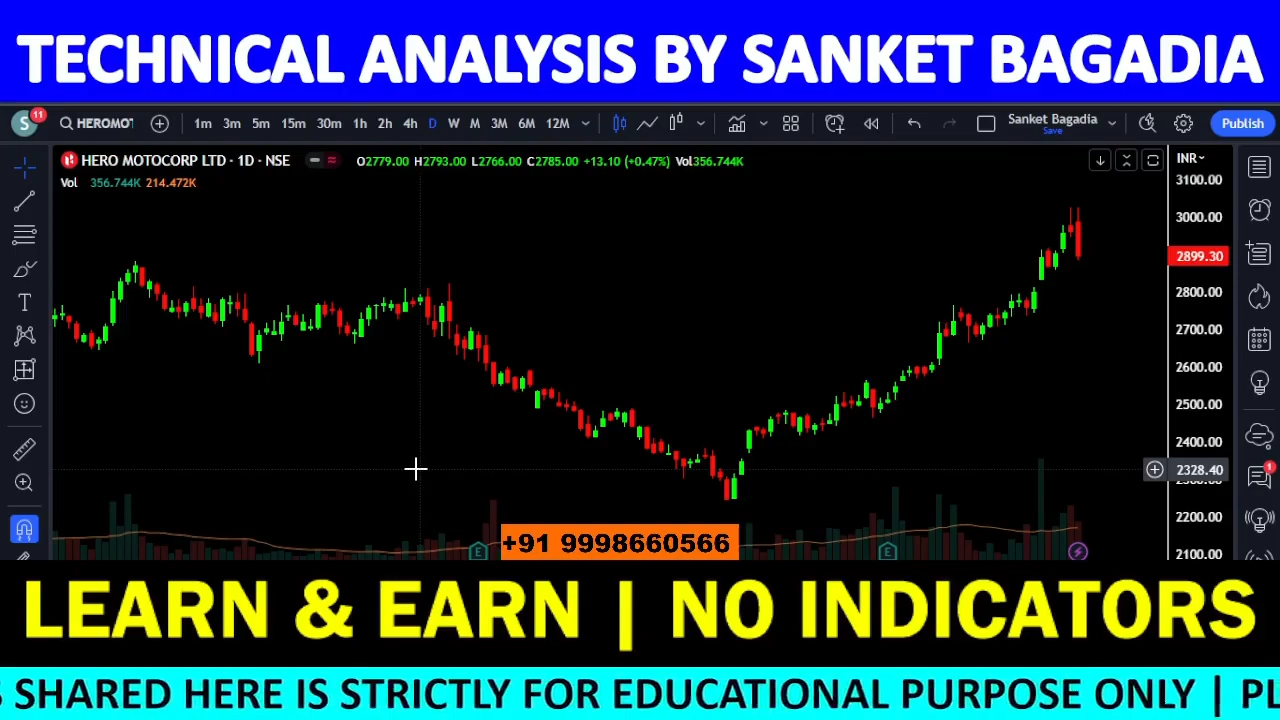 TECHNICAL ANALYSIS BY SANKET BAGADIA
S 11 HEROMOT 1m 3m 5m 15m 30m 1h 2h 4h D W M 3M 6M 12M Sanket Bagadia Save Publish
HERO MOTOCORP LTD · 1D · NSE O2779.00 H2793.00 L2766.00 C2785.00 +13.10 (+0.47%) Vol356.744K INR
Vol 356.744K 214.472K
3100.00
3000.00
2899.30
2800.00
2700.00
2600.00
2500.00
2400.00
2328.40
2200.00
2100.00
T
1
E
E
+91 9998660566
LEARN & EARN | NO INDICATORS
S SHARED HERE IS STRICTLY FOR EDUCATIONAL PURPOSE ONLY | PL